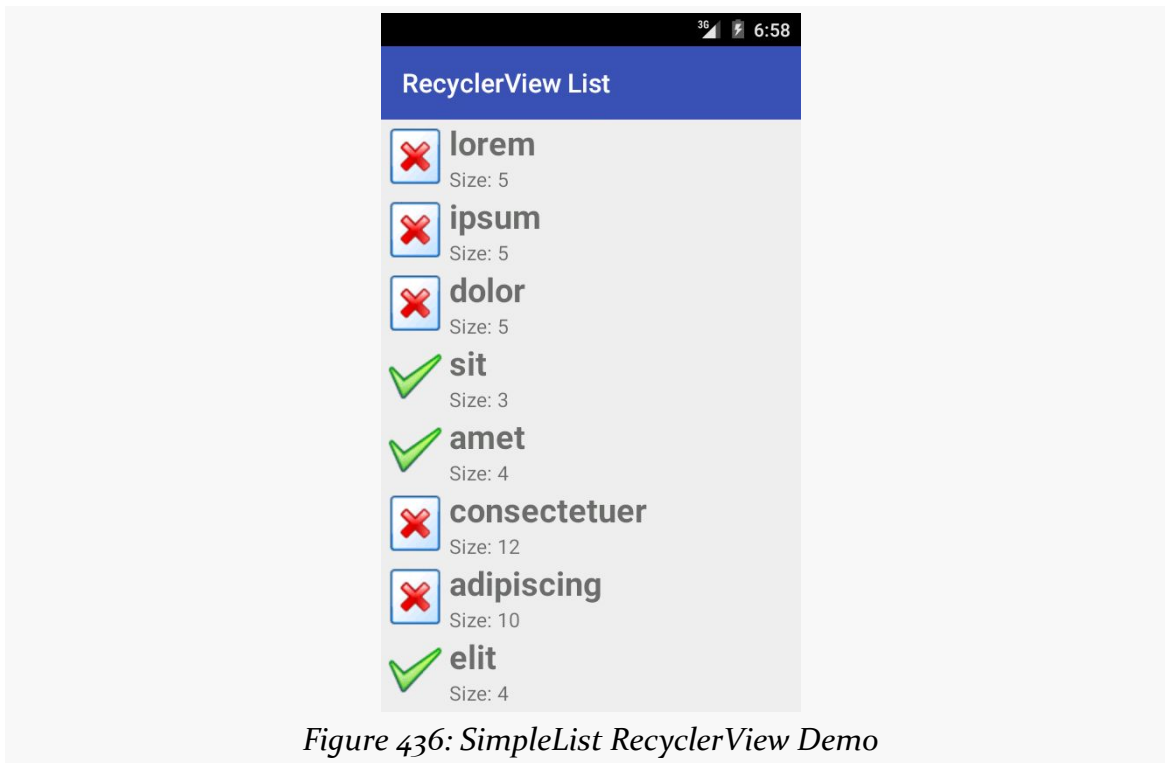 3G 6:58
RecyclerView List
lorem
Size: 5
ipsum
Size: 5
dolor
Size: 5
sit
Size: 3
amet
Size: 4
consectetuer
Size: 12
adipiscing
Size: 10
elit
Size: 4
Figure 436: SimpleList RecyclerView Demo